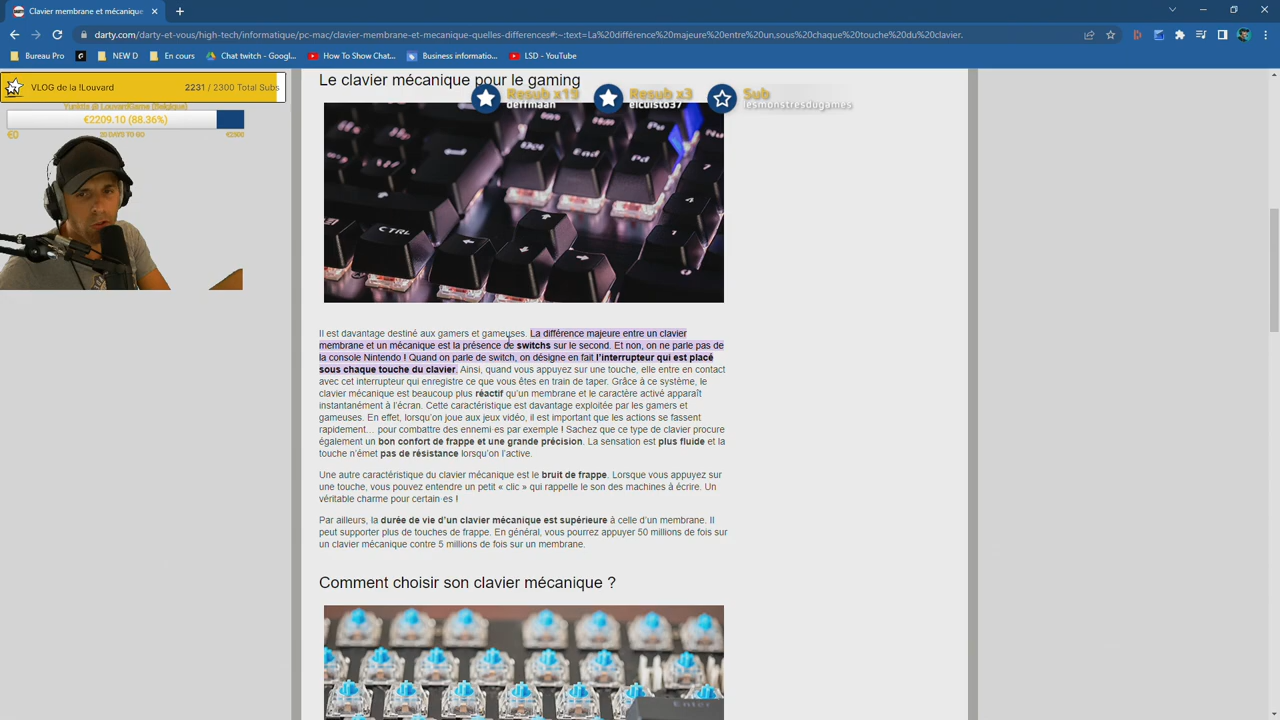 Clavier membrane et mécanique
darty.com/darty-et-vous/high-tech/informatique/pc-mac/clavier-membrane-et-mecanique-quelles-differences#:~:text=La%20différence%20majeure%20entre%20un,sous%20chaque%20touche%20du%20clavier.
Bureau Pro
NEW D
En cours
Chat twitch - Googl...
How To Show Chat...
Business informatio...
LSD - YouTube
VLOG de la !Louvard
2231 / 2300 Total Subs
€2209.10 (88.36%)
€0
€2500
Resub x19
deffmaan
Resub x3
elcuisto37
Sub
lesmonstresdugames
Le clavier mécanique pour le gaming
Dél
Fin
CTRL
4
1
0
Il est davantage destiné aux gamers et gameuses. La différence majeure entre un clavier
membrane et un mécanique est la présence de switchs sur le second. Et non, on ne parle pas de
la console Nintendo ! Quand on parle de switch, on désigne en fait l'interrupteur qui est placé
sous chaque touche du clavier. Ainsi, quand vous appuyez sur une touche, elle entre en contact
avec cet interrupteur qui enregistre ce que vous êtes en train de taper. Grâce à ce système, le
clavier mécanique est beaucoup plus réactif qu'un membrane et le caractère activé apparaît
instantanément à l'écran. Cette caractéristique est davantage exploitée par les gamers et
gameuses. En effet, lorsqu'on joue aux jeux vidéo, il est important que les actions se fassent
rapidement… pour combattre des ennemi·es par exemple ! Sachez que ce type de clavier procure
également un bon confort de frappe et une grande précision. La sensation est plus fluide et la
touche n'émet pas de résistance lorsqu'on l'active.
Une autre caractéristique du clavier mécanique est le bruit de frappe. Lorsque vous appuyez sur
une touche, vous pouvez entendre un petit « clic » qui rappelle le son des machines à écrire. Un
véritable charme pour certain·es !
Par ailleurs, la durée de vie d'un clavier mécanique est supérieure à celle d'un membrane. Il
peut supporter plus de touches de frappe. En général, vous pourrez appuyer 50 millions de fois sur
un clavier mécanique contre 5 millions de fois sur un membrane.
Comment choisir son clavier mécanique ?
Enter